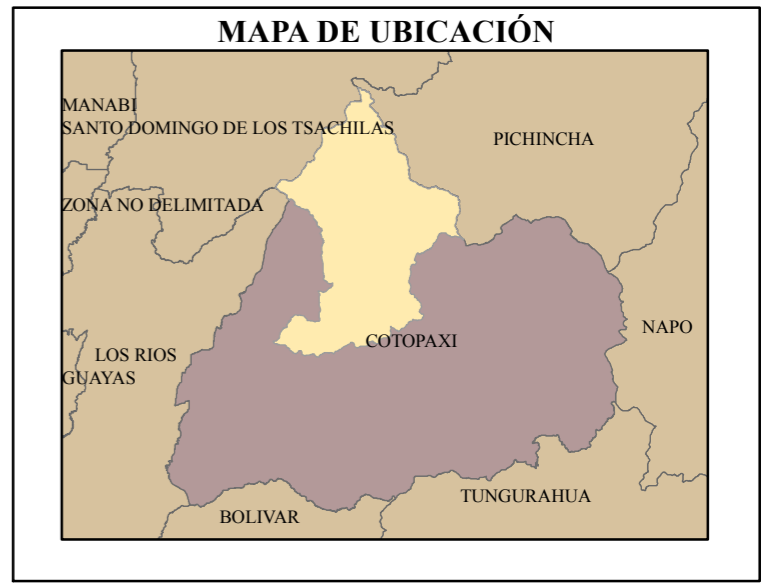 MAPA DE UBICACIÓN
MANABI
SANTO DOMINGO DE LOS TSACHILAS
PICHINCHA
ZONA NO DELIMITADA
NAPO
COTOPAXI
LOS RIOS
GUAYAS
TUNGURAHUA
BOLIVAR